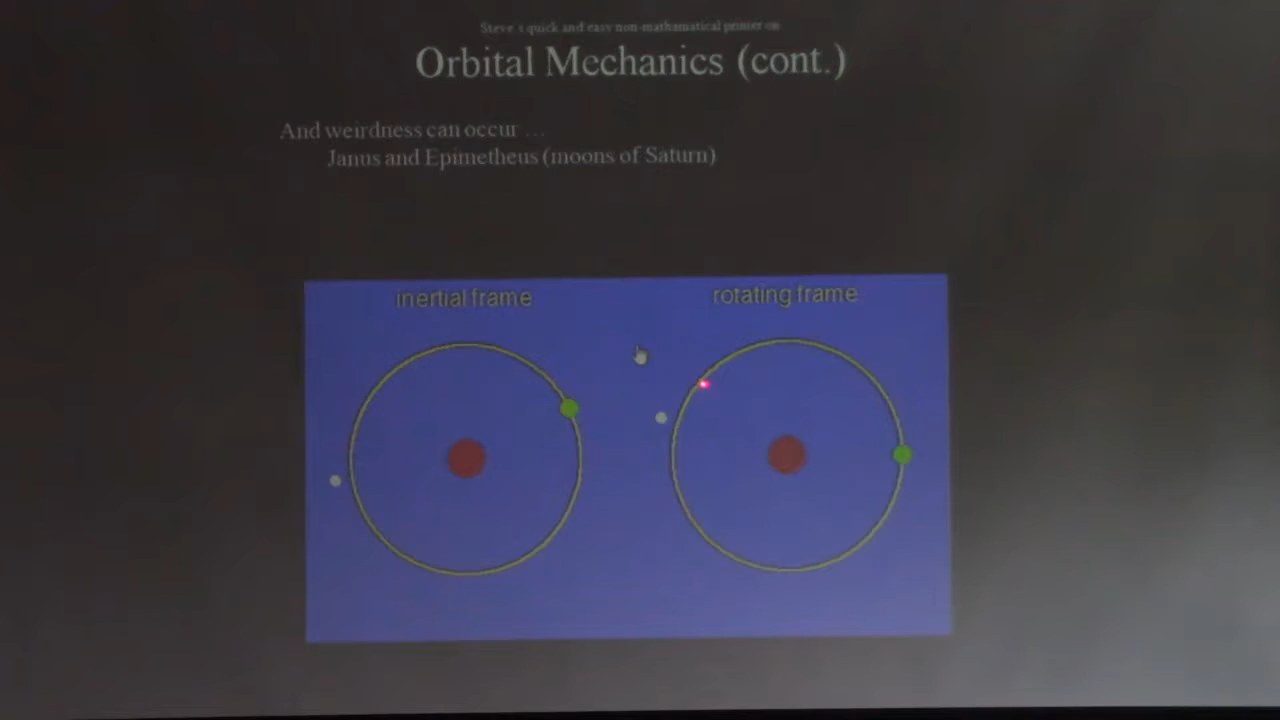 Steve's quick and easy non-mathematical primer on
Orbital Mechanics (cont.)
And weirdness can occur …
Janus and Epimetheus (moons of Saturn)
inertial frame
rotating frame